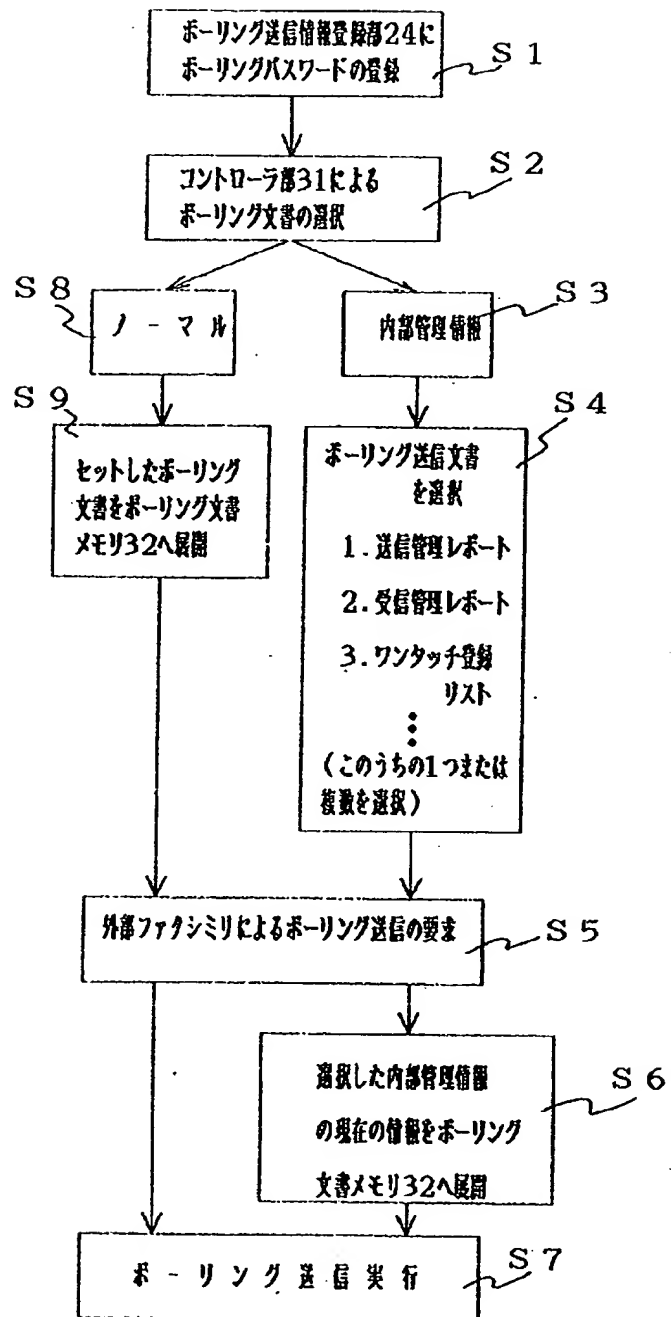 ポーリング送信情報登録部24に
ポーリングパスワードの登録
S1
コントローラ部31による
ポーリング文書の選択
S2
S8
ノーマル
内部管理情報
S3
S9
セットしたポーリング
文書をポーリング文書
メモリ32へ展開
S4
ポーリング送信文書
を選択
1.送信管理レポート
2.受信管理レポート
3.ワンタッチ登録
リスト
(このうちの1つまたは
複数を選択)
外部ファクシミリによるポーリング送信の要求
S5
選択した内部管理情報
の現在の情報をポーリング
文書メモリ32へ展開
S6
ポーリング送信実行
S7